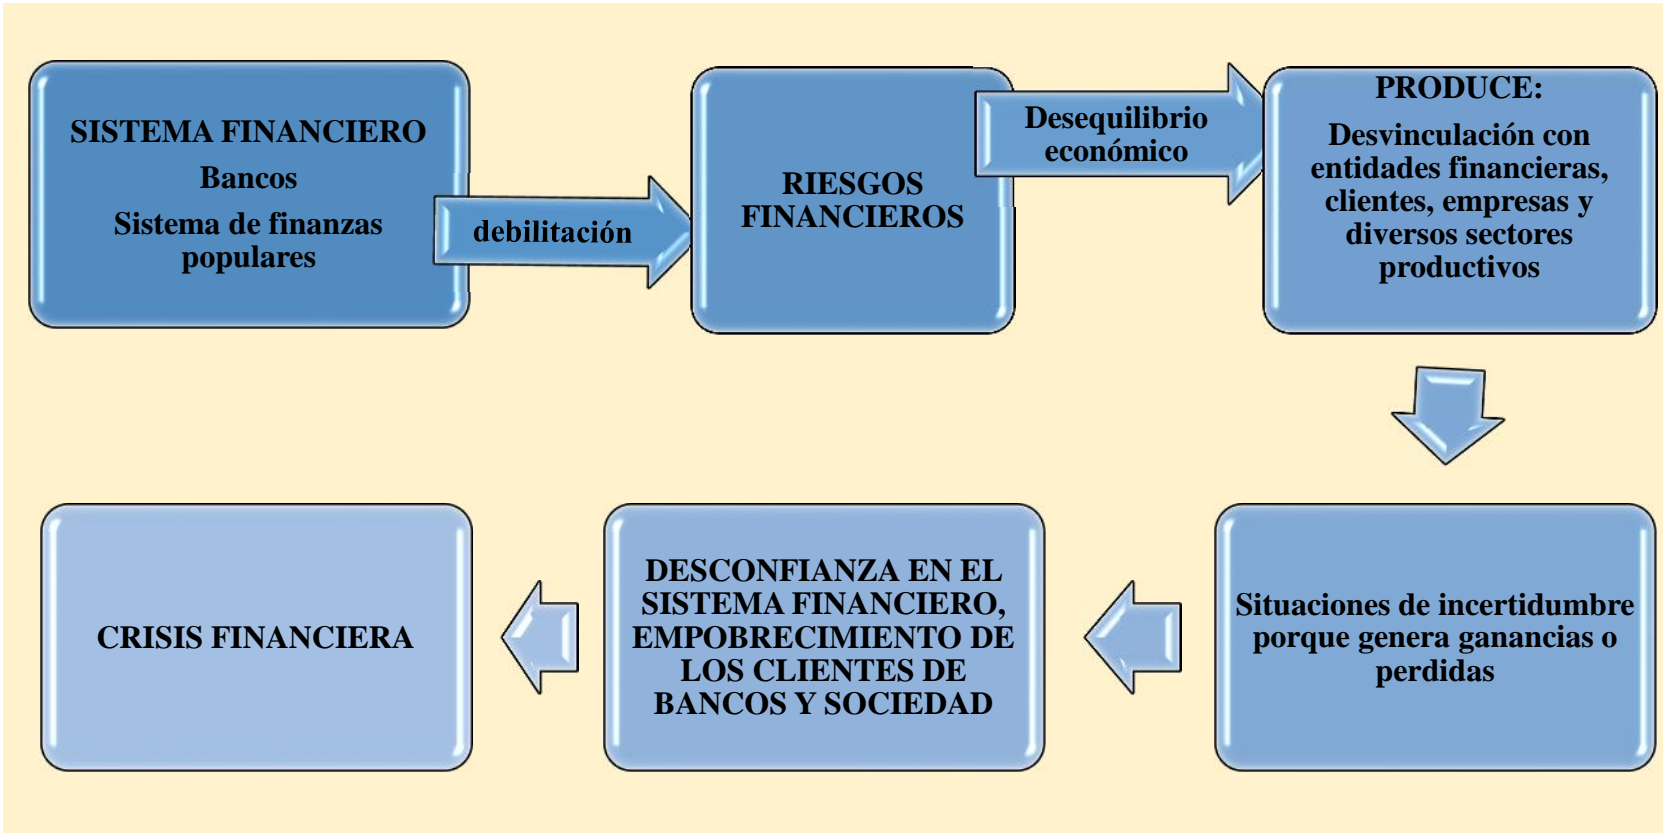 SISTEMA FINANCIERO
Bancos
Sistema de finanzas
populares
debilitación
RIESGOS
FINANCIEROS
Desequilibrio
económico
PRODUCE:
Desvinculación con
entidades financieras,
clientes, empresas y
diversos sectores
productivos
Situaciones de incertidumbre
porque genera ganancias o
perdidas
DESCONFIANZA EN EL
SISTEMA FINANCIERO,
EMPOBRECIMIENTO DE
LOS CLIENTES DE
BANCOS Y SOCIEDAD
CRISIS FINANCIERA